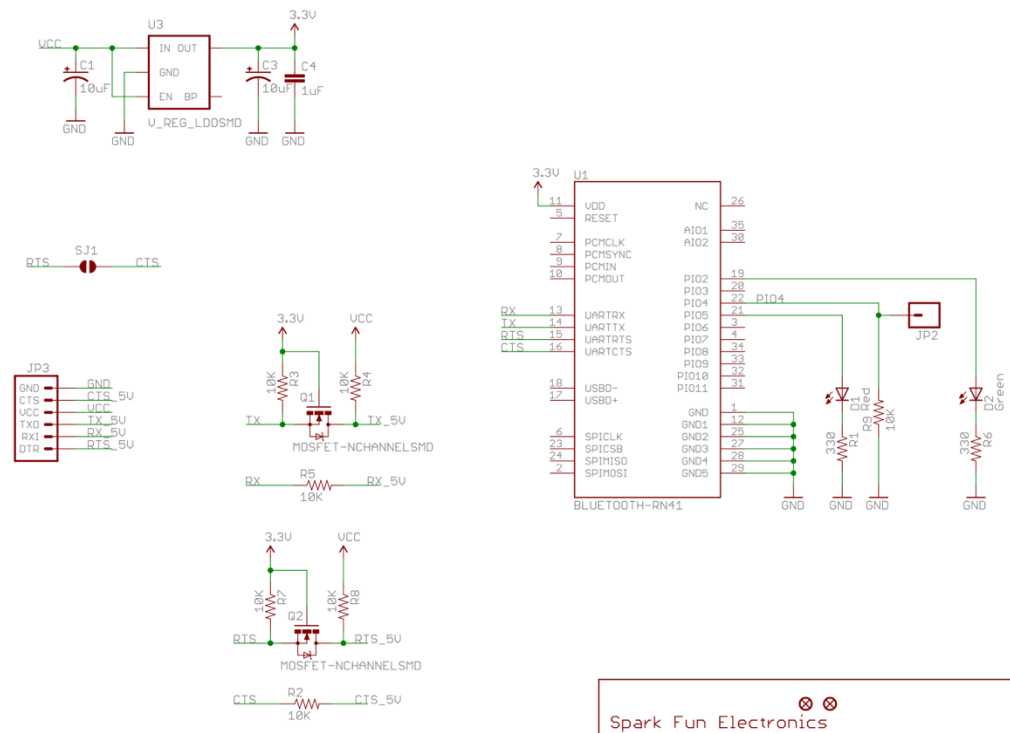 3.3V
U3
VCC
IN OUT
GND
EN BP
C1
10uF
C3
10uF
C4
1uF
GND
GND
GND
GND
V_REG_LDOSMD
SJ1
RTS
CTS
JP3
GND GND
CTS CTS_5V
VCC VCC
TXO TX_5V
RXI RX_5V
DTR RTS_5V
3.3V
VCC
10K
R3
10K
R4
Q1
TX
TX_5V
MOSFET-NCHANNELSMD
RX
R5
10K
RX_5V
3.3V
VCC
10K
R7
10K
R8
Q2
RTS
RTS_5V
MOSFET-NCHANNELSMD
CTS
R2
10K
CTS_5V
3.3V
U1
11 VDD NC 26
5 RESET
AIO1 35
7 PCMCLK AIO2 30
8 PCMSYNC
9 PCMIN
10 PCMOUT PIO2 19
PIO3 20
PIO4 22 PIO4
RX 13 UARTRX PIO5 21
TX 14 UARTTX PIO6 3
RTS 15 UARTRTS PIO7 4
CTS 16 UARTCTS PIO8 34
PIO9 33
PIO10 32
18 USBD- PIO11 31
17 USBD+
GND 1
GND1 12
6 SPICLK GND2 25
23 SPICSB GND3 27
24 SPIMISO GND4 28
2 SPIMOSI GND5 29
BLUETOOTH-RN41
JP2
D1
Red
R9
10K
D2
Green
330
R1
330
R6
GND
GND
GND
GND
Spark Fun Electronics